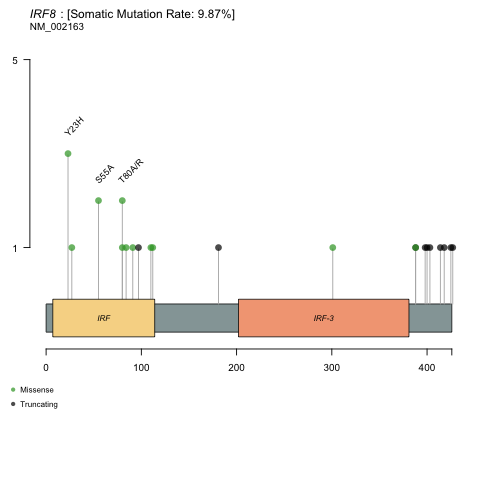 IRF8 : [Somatic Mutation Rate: 9.87%]
NM_002163
5
Y23H
S55A
T80A/R
1
IRF
IRF-3
0 100 200 300 400
Missense
Truncating